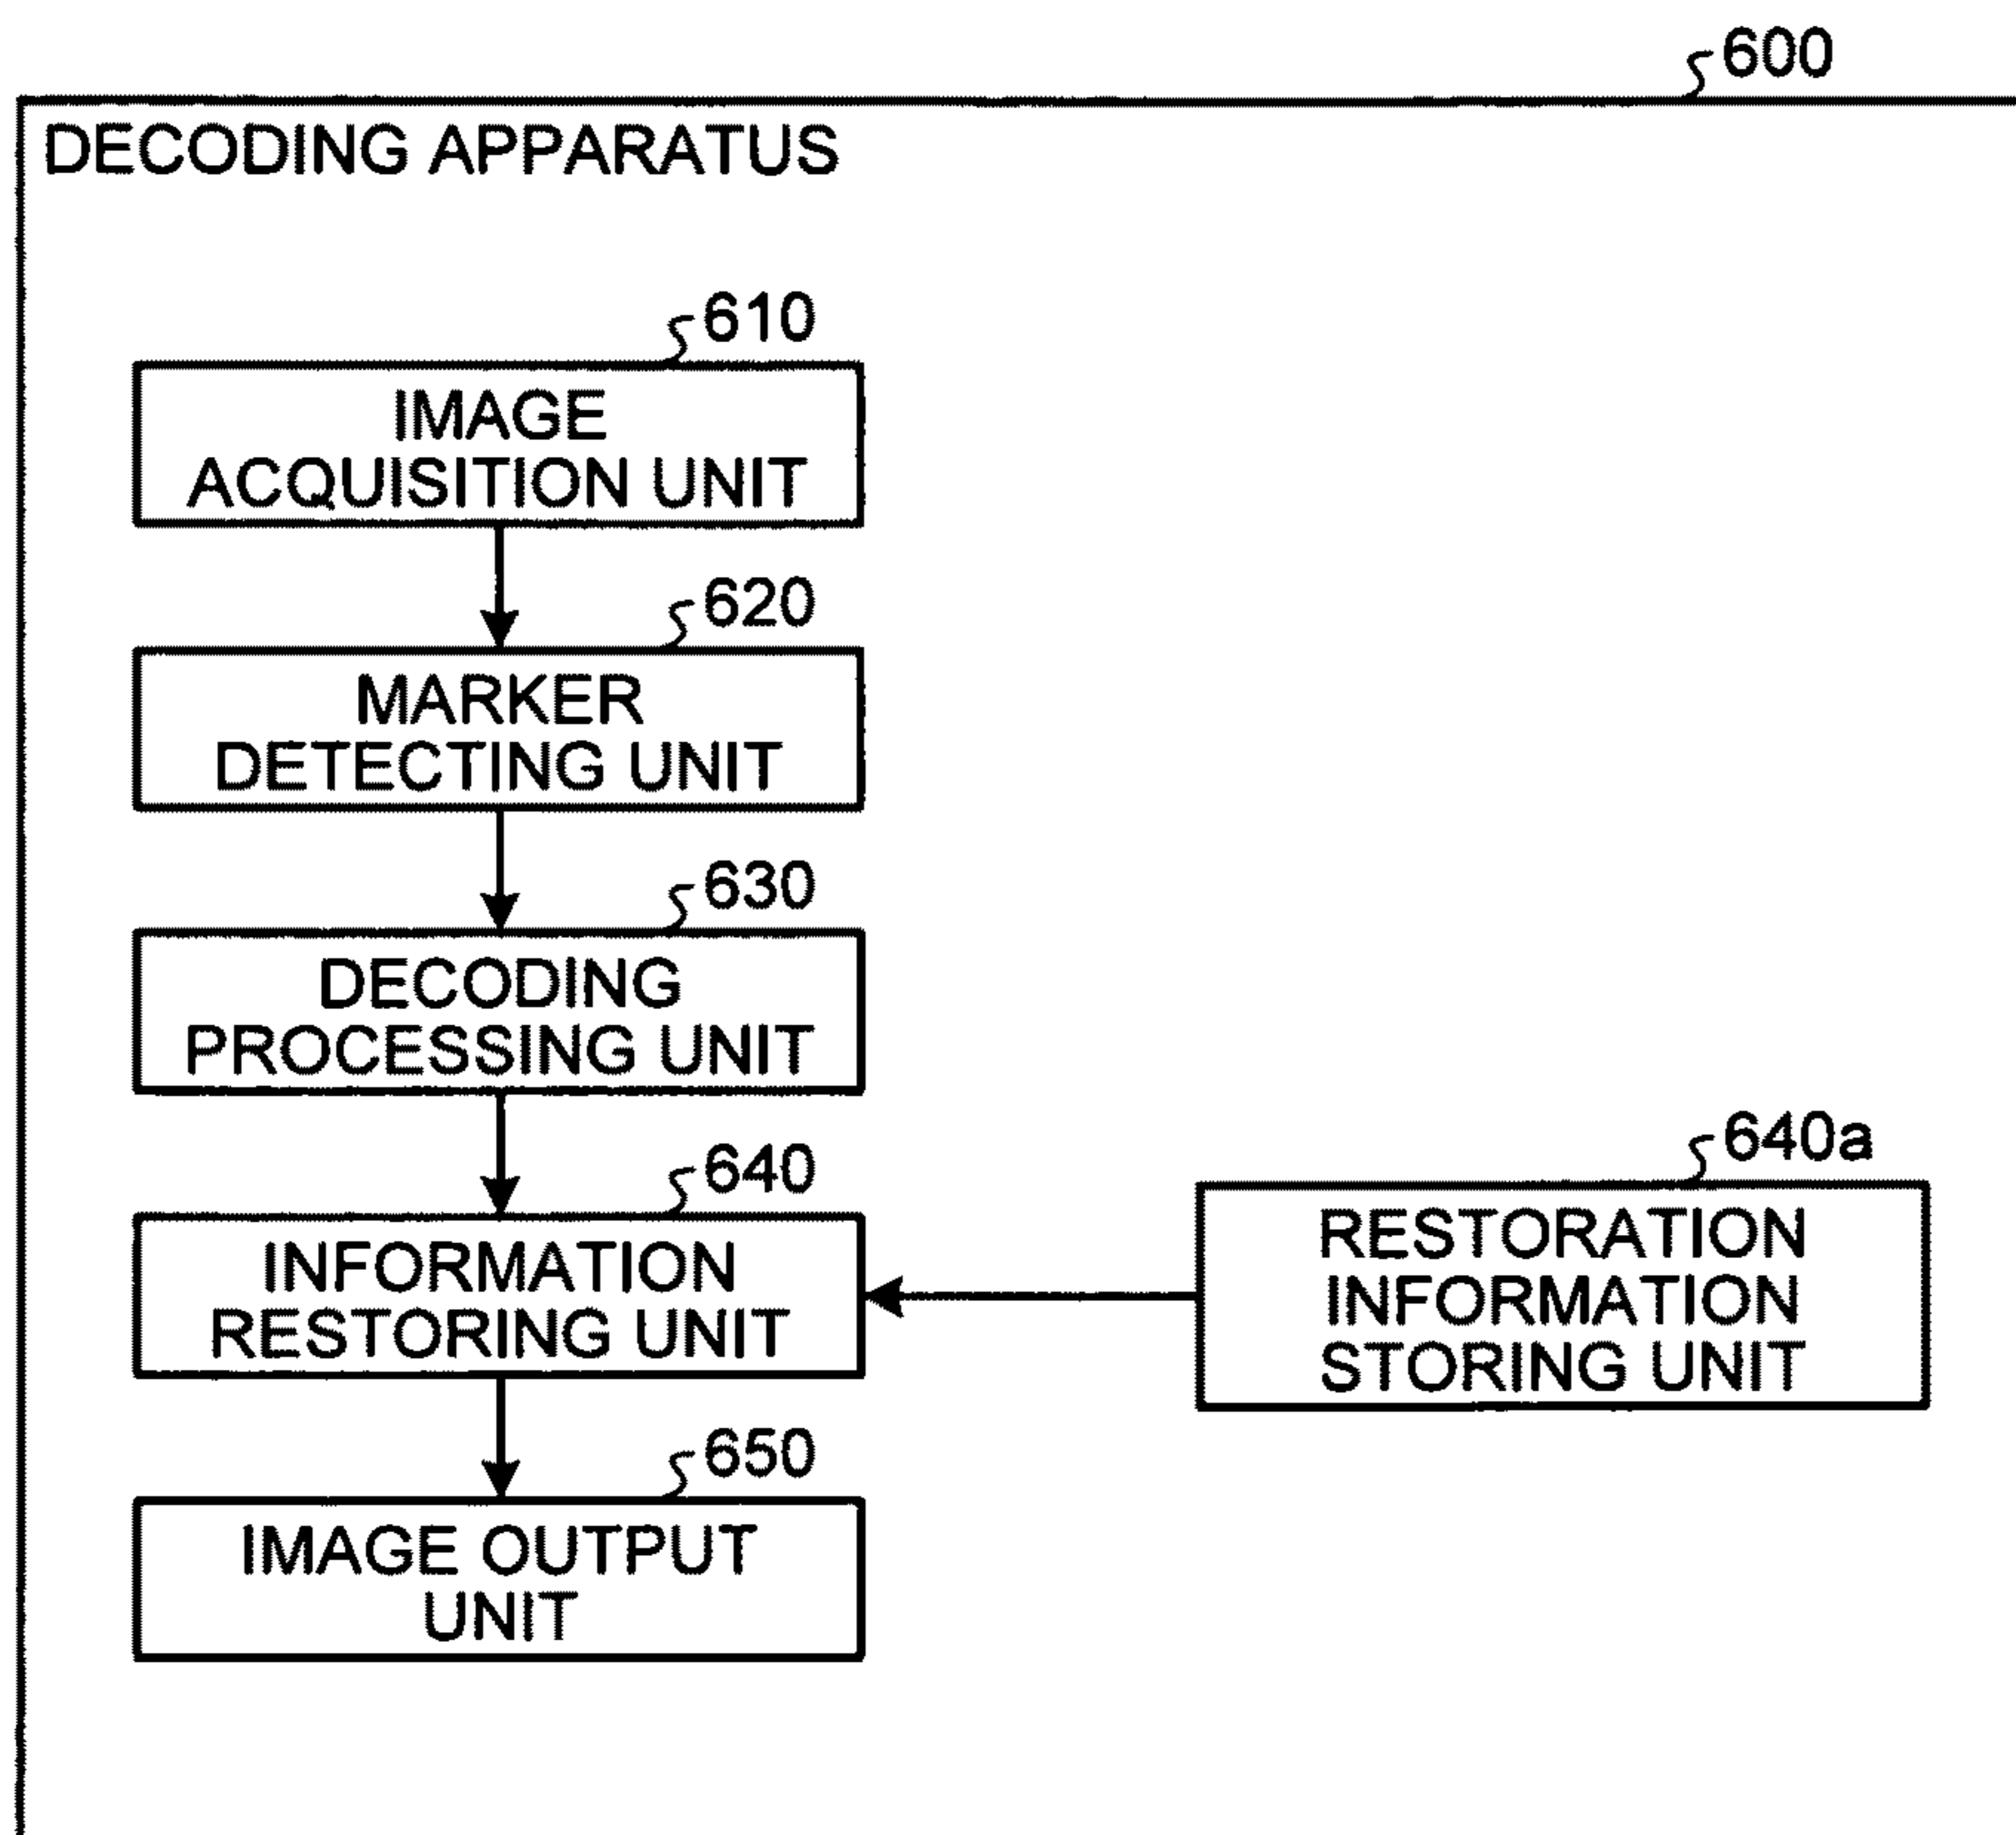 600
DECODING APPARATUS
610
IMAGE
ACQUISITION UNIT
620
MARKER
DETECTING UNIT
630
DECODING
PROCESSING UNIT
640
INFORMATION
RESTORING UNIT
640a
RESTORATION
INFORMATION
STORING UNIT
650
IMAGE OUTPUT
UNIT